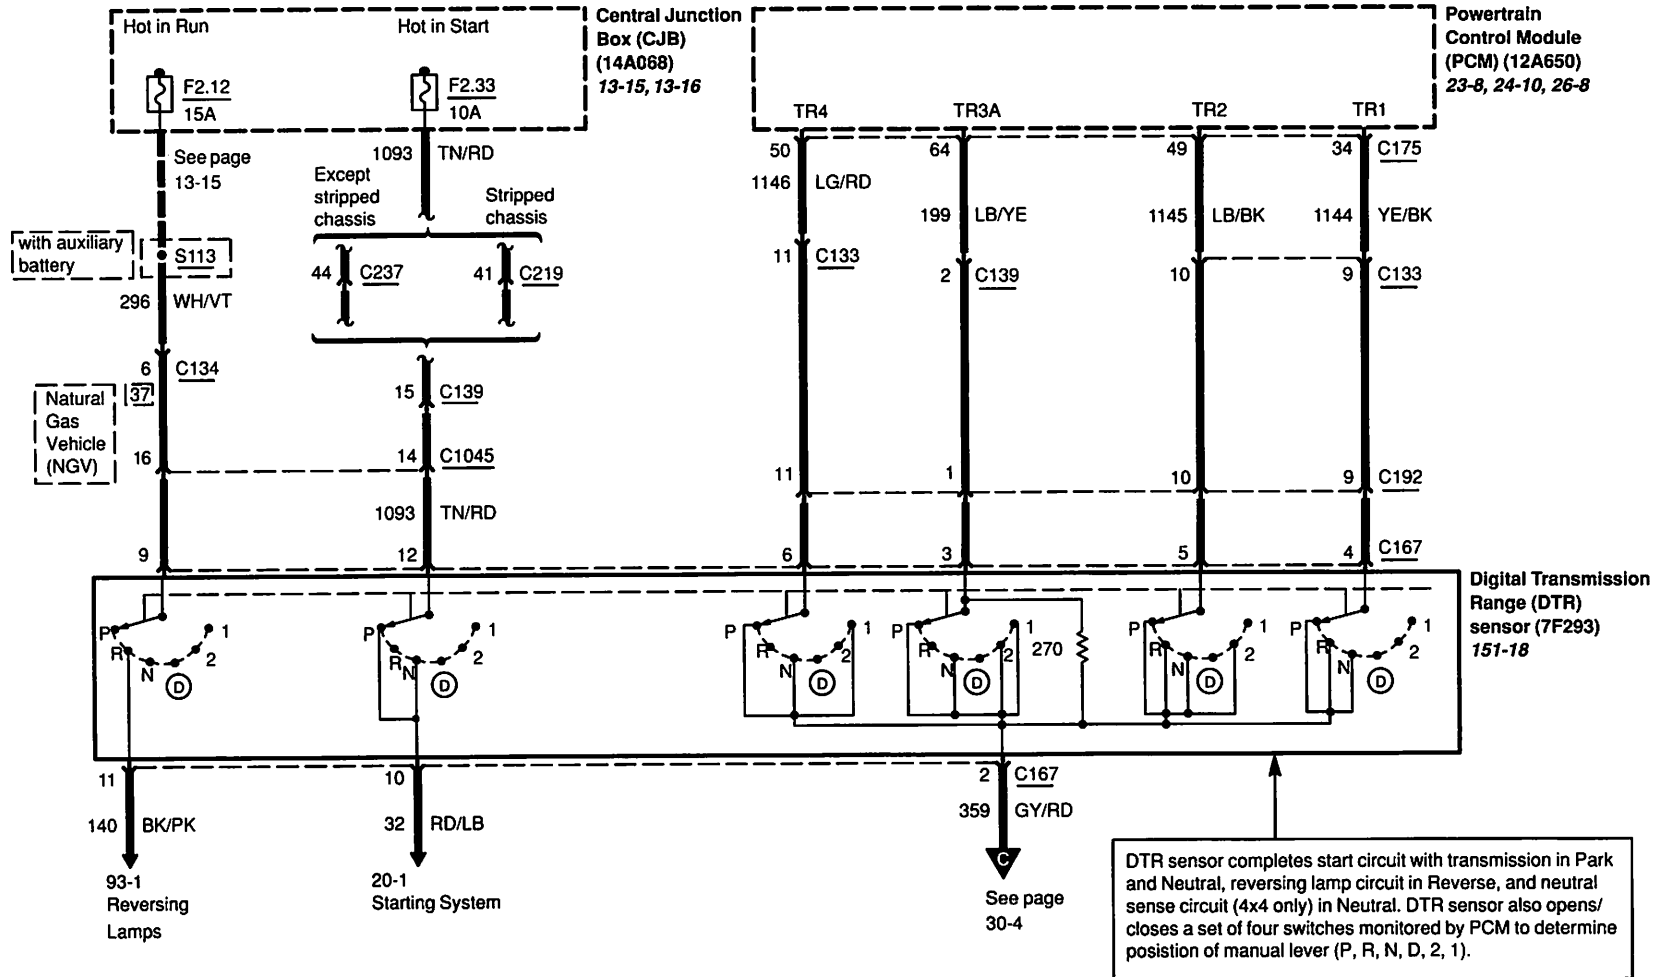 Hot in Run
Hot in Start
F2.12
15A
F2.33
10A
Central Junction
Box (CJB)
(14A068)
13-15, 13-16
Powertrain
Control Module
(PCM) (12A650)
23-8, 24-10, 26-8
TR4
TR3A
TR2
TR1
See page
13-15
1093 TN/RD
50
64
49
34 C175
1146 LG/RD
199 LB/YE
1145 LB/BK
1144 YE/BK
Except
stripped
chassis
Stripped
chassis
with auxiliary
battery
S113
44 C237
41 C219
11 C133
2 C139
10
9 C133
296 WH/VT
6 C134
37
Natural
Gas
Vehicle
(NGV)
15 C139
16
14 C1045
11
1
10
9 C192
1093 TN/RD
9
12
6
3
5
4 C167
Digital Transmission
Range (DTR)
sensor (7F293)
151-18
P R N D 2 1
P R N D 2 1
P R N D 2 1
P R N D 2 1
270
P R N D 2 1
P R N D 2 1
11
10
2 C167
140 BK/PK
32 RD/LB
359 GY/RD
C
93-1
Reversing
Lamps
20-1
Starting System
See page
30-4
DTR sensor completes start circuit with transmission in Park
and Neutral, reversing lamp circuit in Reverse, and neutral
sense circuit (4x4 only) in Neutral. DTR sensor also opens/
closes a set of four switches monitored by PCM to determine
posistion of manual lever (P, R, N, D, 2, 1).